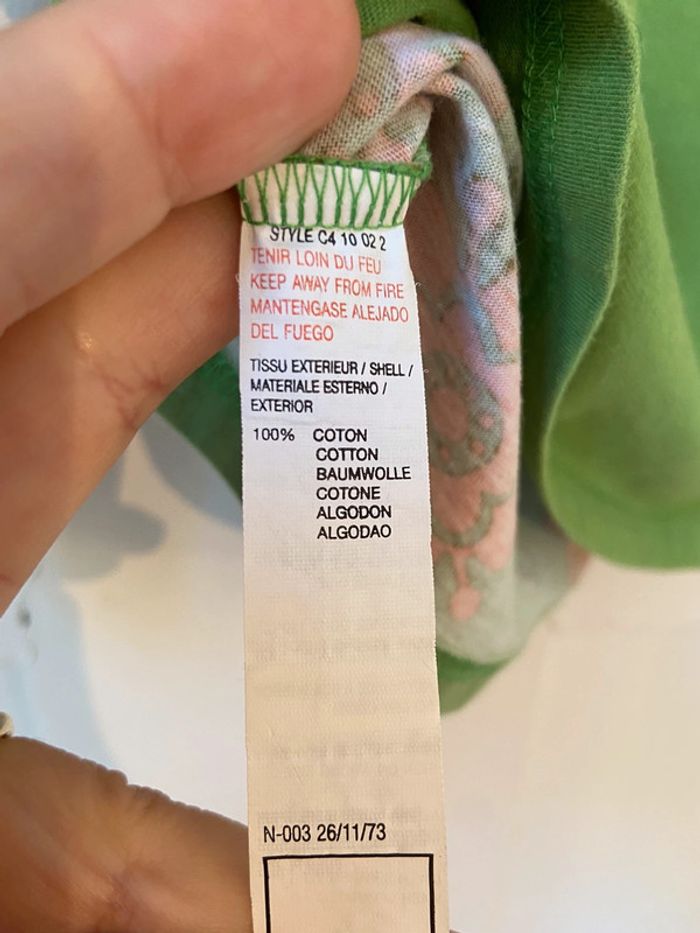 STYLE C4 10 02 2
TENIR LOIN DU FEU
KEEP AWAY FROM FIRE
MANTENGASE ALEJADO
DEL FUEGO
TISSU EXTERIEUR / SHELL /
MATERIALE ESTERNO /
EXTERIOR
100% COTON
COTTON
BAUMWOLLE
COTONE
ALGODON
ALGODAO
N-003 26/11/73